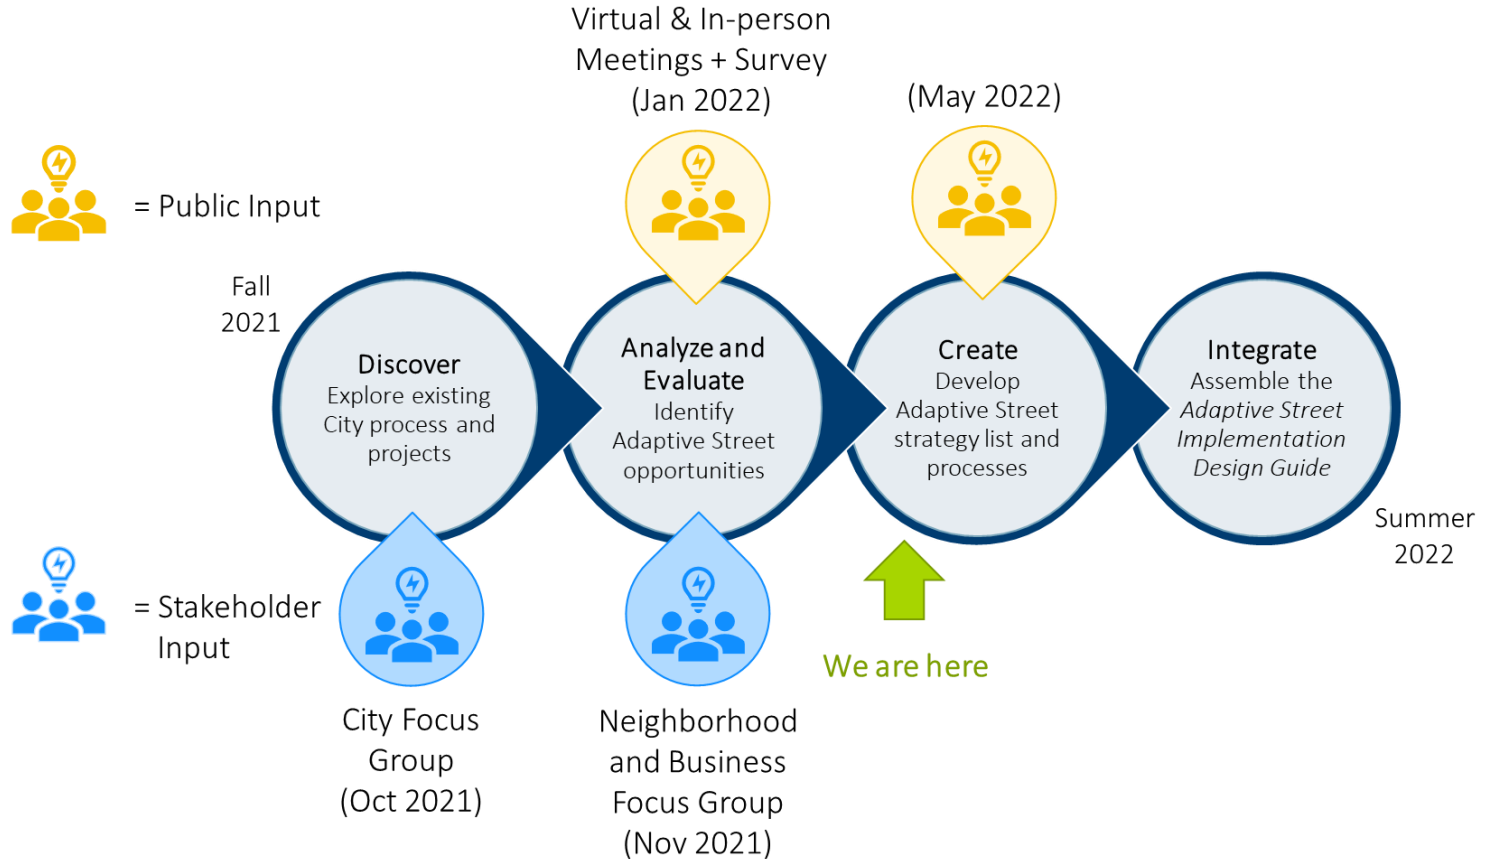 Virtual & In-person
Meetings + Survey
(Jan 2022)
(May 2022)
= Public Input
Fall
2021
Discover
Explore existing
City process and
projects
Analyze and
Evaluate
Identify
Adaptive Street
opportunities
Create
Develop
Adaptive Street
strategy list and
processes
Integrate
Assemble the
Adaptive Street
Implementation
Design Guide
Summer
2022
= Stakeholder
Input
We are here
City Focus
Group
(Oct 2021)
Neighborhood
and Business
Focus Group
(Nov 2021)